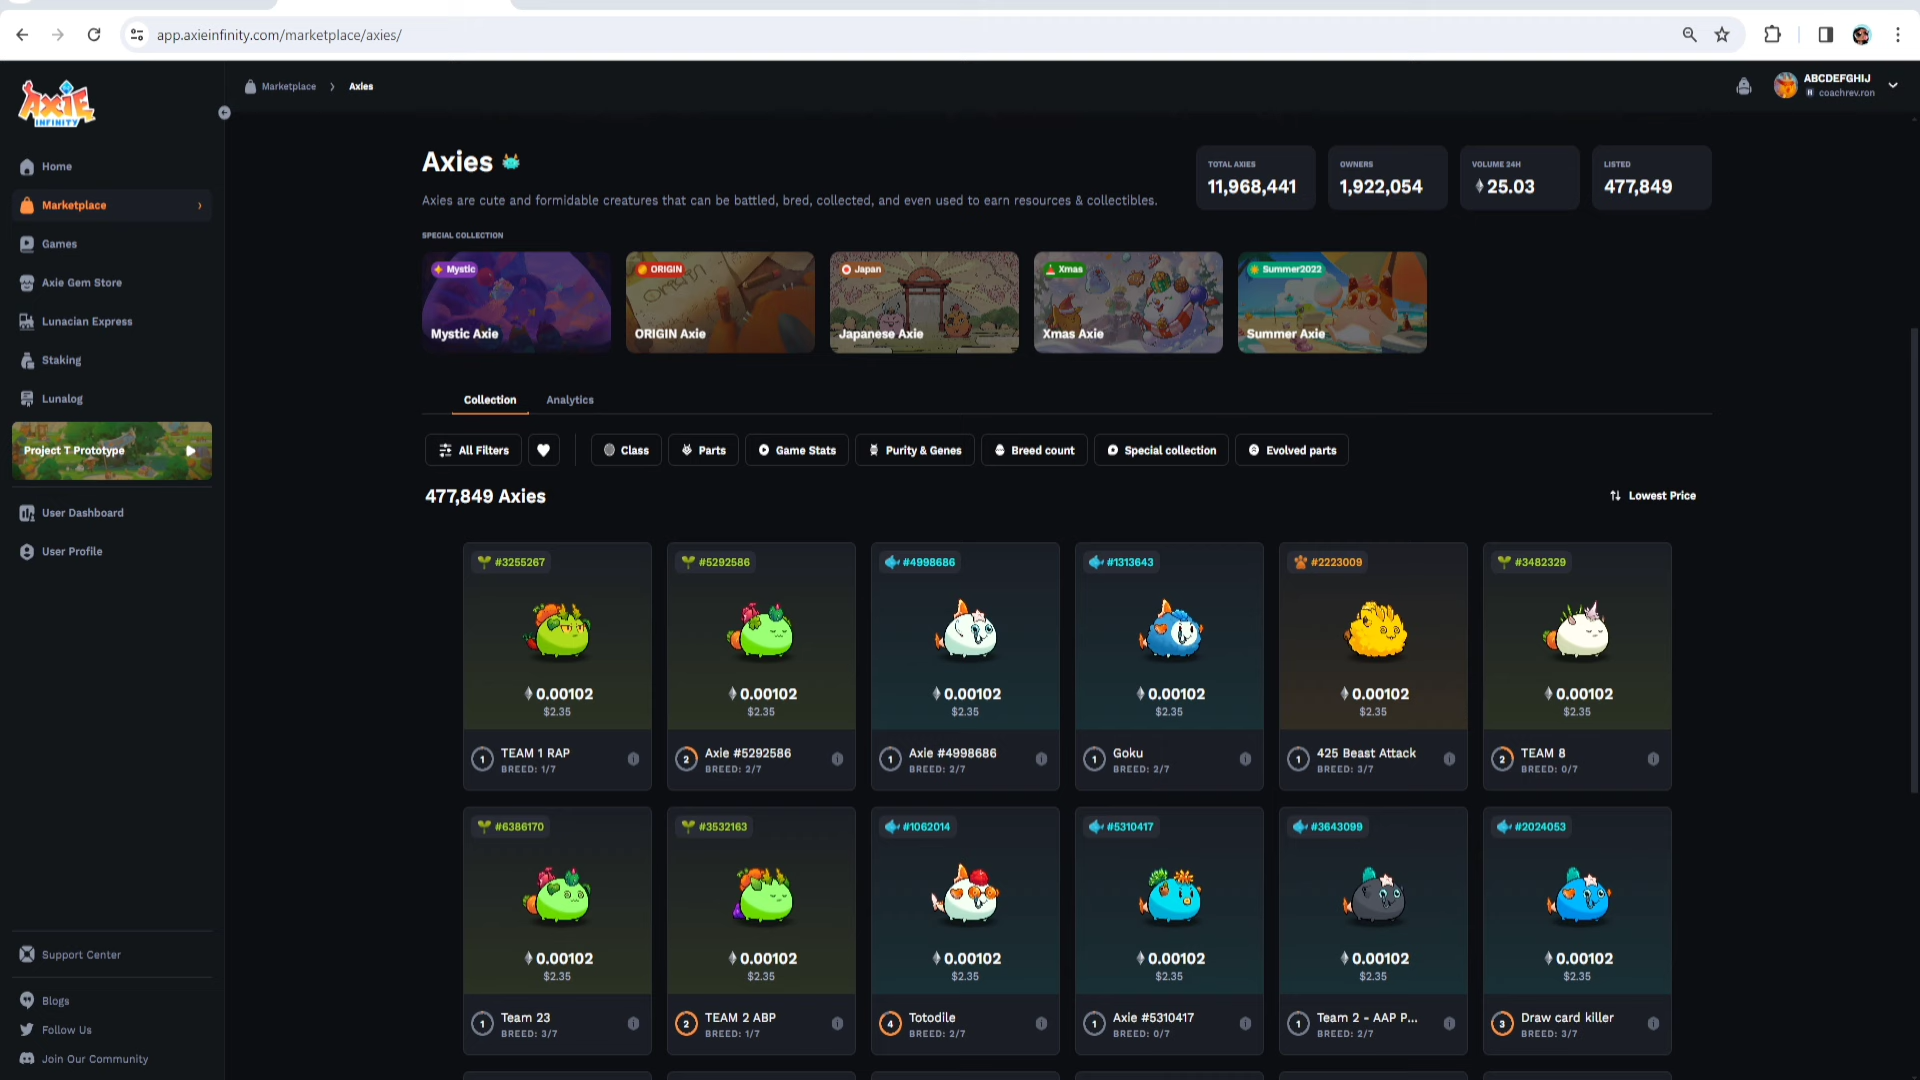 app.axieinfinity.com/marketplace/axies/
AXIE
INFINITY
Marketplace
Axies
ABCDEFGHIJ
coachrev.ron
Home
Marketplace
Games
Axie Gem Store
Lunacian Express
Staking
Lunalog
Project T Prototype
User Dashboard
User Profile
Support Center
Blogs
Follow Us
Join Our Community
Axies
Axies are cute and formidable creatures that can be battled, bred, collected, and even used to earn resources & collectibles.
TOTAL AXIES
11,968,441
OWNERS
1,922,054
VOLUME 24H
25.03
LISTED
477,849
SPECIAL COLLECTION
Mystic
Mystic Axie
ORIGIN
ORIGIN Axie
Japan
Japanese Axie
Xmas
Xmas Axie
Summer2022
Summer Axie
Collection
Analytics
All Filters
Class
Parts
Game Stats
Purity & Genes
Breed count
Special collection
Evolved parts
477,849 Axies
Lowest Price
#3255267
0.00102
$2.35
1
TEAM 1 RAP
BREED: 1/7
#5292586
0.00102
$2.35
2
Axie #5292586
BREED: 2/7
#4998686
0.00102
$2.35
1
Axie #4998686
BREED: 2/7
#1313643
0.00102
$2.35
1
Goku
BREED: 2/7
#2223009
0.00102
$2.35
1
425 Beast Attack
BREED: 3/7
#3482329
0.00102
$2.35
2
TEAM 8
BREED: 0/7
#6386170
0.00102
$2.35
1
Team 23
BREED: 3/7
#3532163
0.00102
$2.35
2
TEAM 2 ABP
BREED: 1/7
#1062014
0.00102
$2.35
4
Totodile
BREED: 2/7
#5310417
0.00102
$2.35
1
Axie #5310417
BREED: 0/7
#3643099
0.00102
$2.35
1
Team 2 - AAP P...
BREED: 2/7
#2024053
0.00102
$2.35
3
Draw card killer
BREED: 3/7